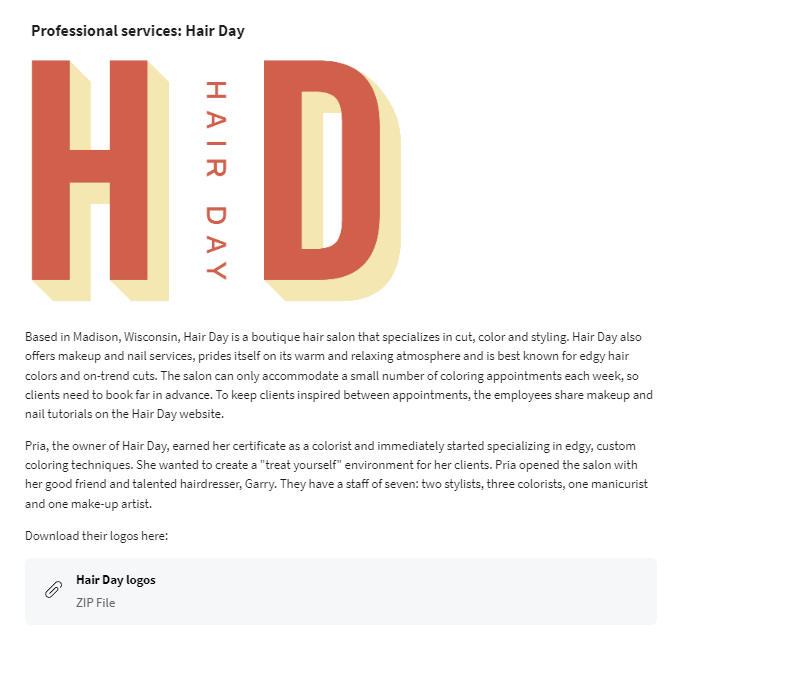 Professional services: Hair Day
H HAIR DAY D
Based in Madison, Wisconsin, Hair Day is a boutique hair salon that specializes in cut, color and styling. Hair Day also
offers makeup and nail services, prides itself on its warm and relaxing atmosphere and is best known for edgy hair
colors and on-trend cuts. The salon can only accommodate a small number of coloring appointments each week, so
clients need to book far in advance. To keep clients inspired between appointments, the employees share makeup and
nail tutorials on the Hair Day website.
Pria, the owner of Hair Day, earned her certificate as a colorist and immediately started specializing in edgy, custom
coloring techniques. She wanted to create a "treat yourself" environment for her clients. Pria opened the salon with
her good friend and talented hairdresser, Garry. They have a staff of seven: two stylists, three colorists, one manicurist
and one make-up artist.
Download their logos here:
Hair Day logos
ZIP File